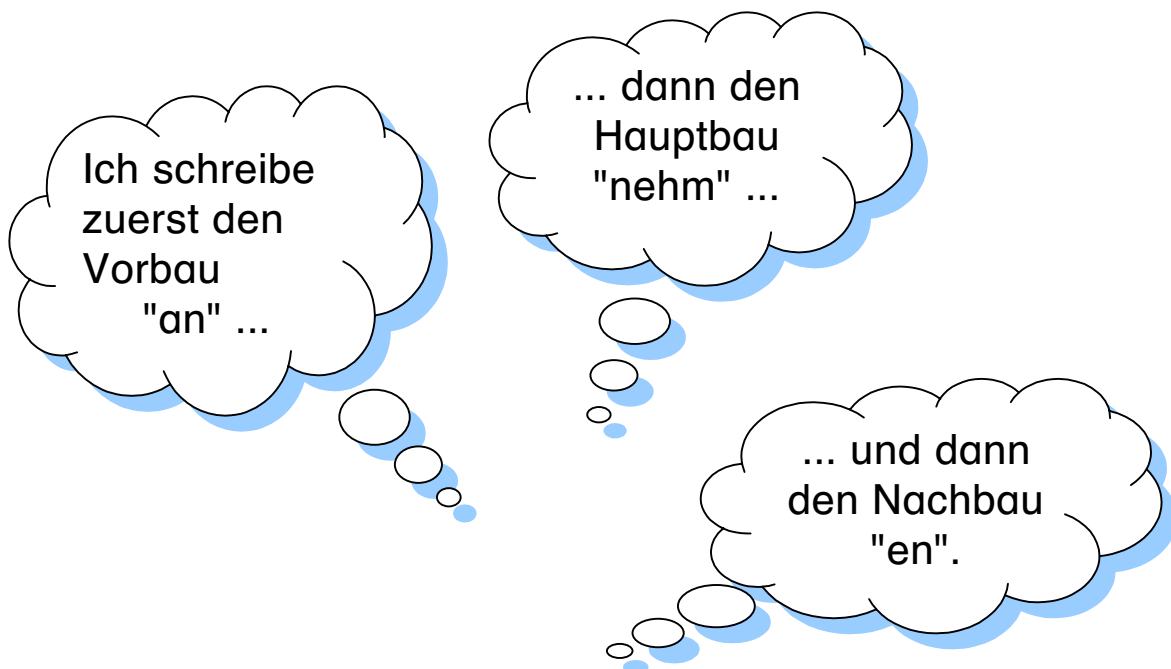 Ich schreibe
zuerst den
Vorbau
"an" ...
... dann den
Hauptbau
"nehm" ...
... und dann
den Nachbau
"en".